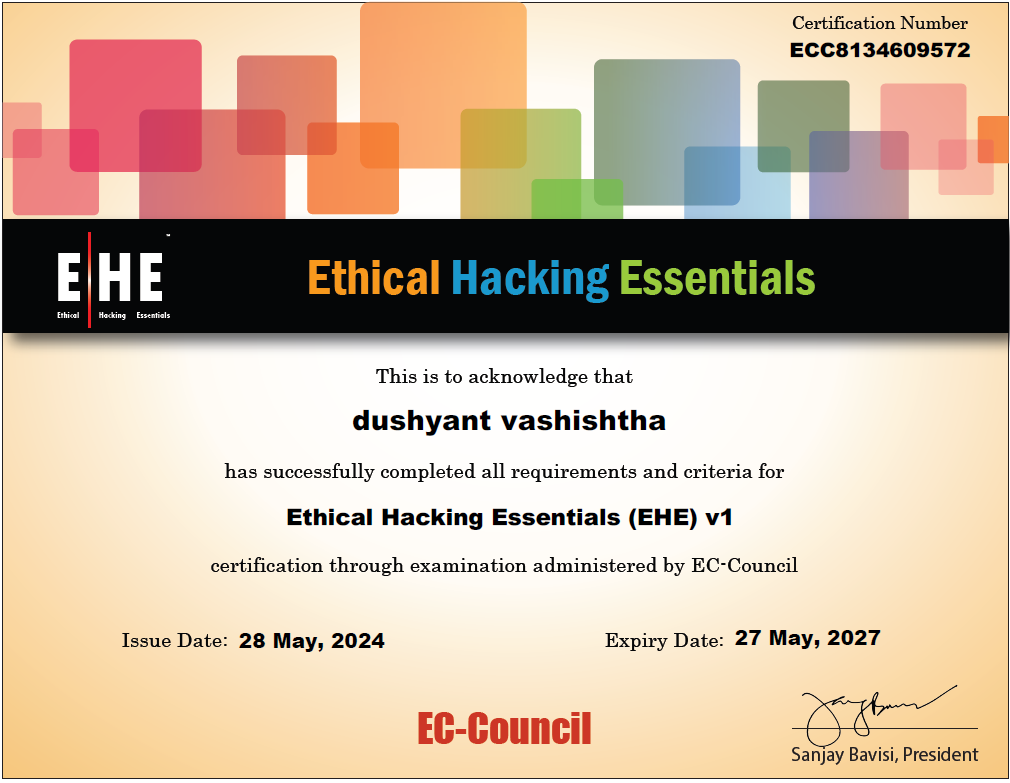 Certification Number
ECC8134609572
EHE™
Ethical Hacking Essentials
Ethical Hacking Essentials
This is to acknowledge that
dushyant vashishtha
has successfully completed all requirements and criteria for
Ethical Hacking Essentials (EHE) v1
certification through examination administered by EC-Council
Issue Date: 28 May, 2024
Expiry Date: 27 May, 2027
EC-Council
Sanjay Bavisi, President